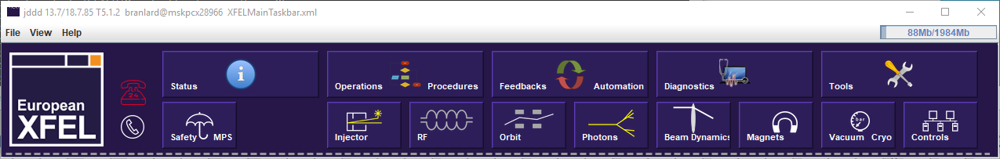 jddd 13.7/18.7.85 T5.1.2 branlard@mskpcx28966 XFELMainTaskbar.xml
File View Help
88Mb/1984Mb
European
XFEL
Status
Operations Procedures
Feedbacks Automation
Diagnostics
Tools
Safety MPS
Injector
RF
Orbit
Photons
Beam Dynamics
Magnets
bar
Vacuum Cryo
Controls